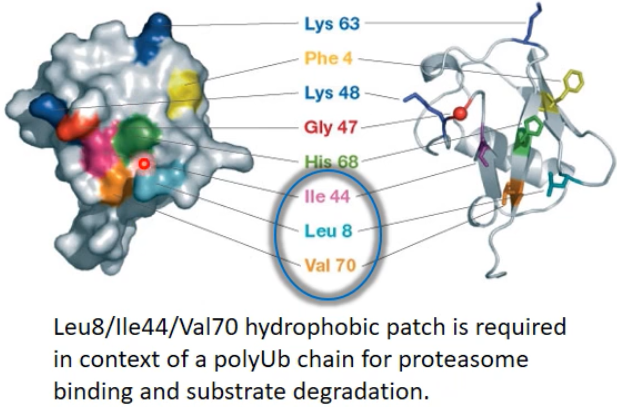 Lys 63
Phe 4
Lys 48
Gly 47
His 68
Ile 44
Leu 8
Val 70
Leu8/Ile44/Val70 hydrophobic patch is required
in context of a polyUb chain for proteasome
binding and substrate degradation.